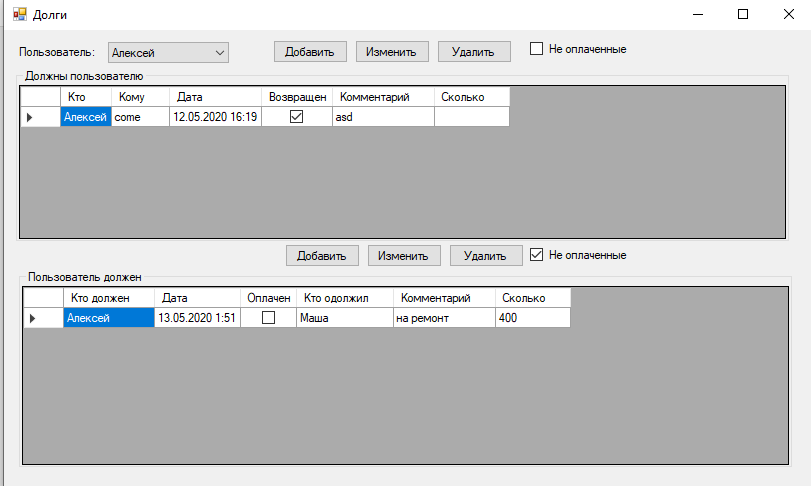 Долги
Пользователь: Алексей Добавить Изменить Удалить Не оплаченные
Должны пользователю
Кто Кому Дата Возвращен Комментарий Сколько
Алексей come 12.05.2020 16:19 asd
Добавить Изменить Удалить Не оплаченные
Пользователь должен
Кто должен Дата Оплачен Кто одолжил Комментарий Сколько
Алексей 13.05.2020 1:51 Маша на ремонт 400